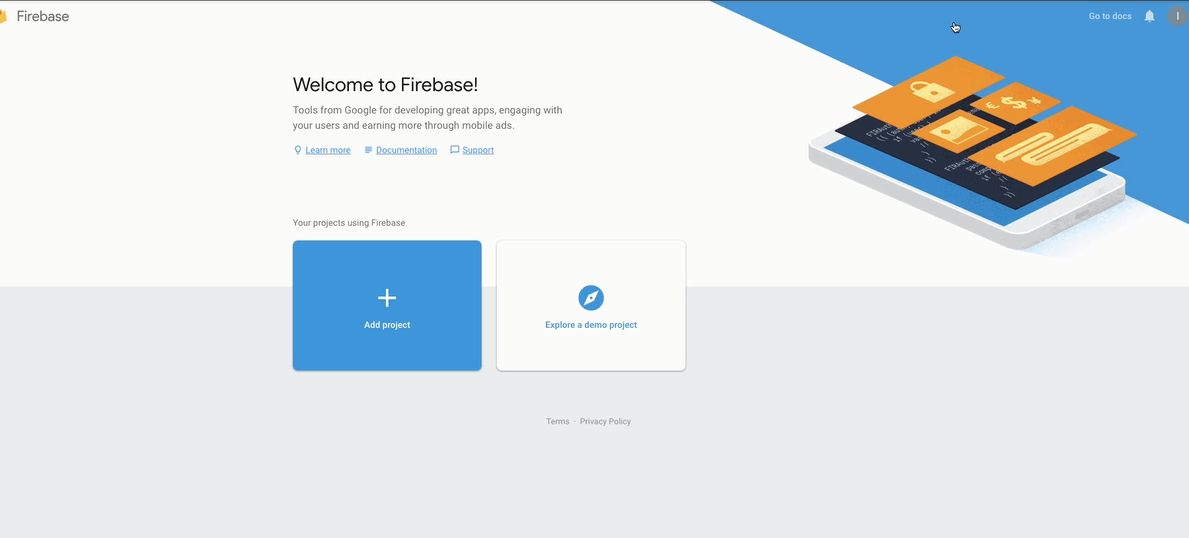 Firebase
Go to docs
I
Welcome to Firebase!
Tools from Google for developing great apps, engaging with
your users and earning more through mobile ads.
Learn more
Documentation
Support
Your projects using Firebase
Add project
Explore a demo project
Terms · Privacy Policy